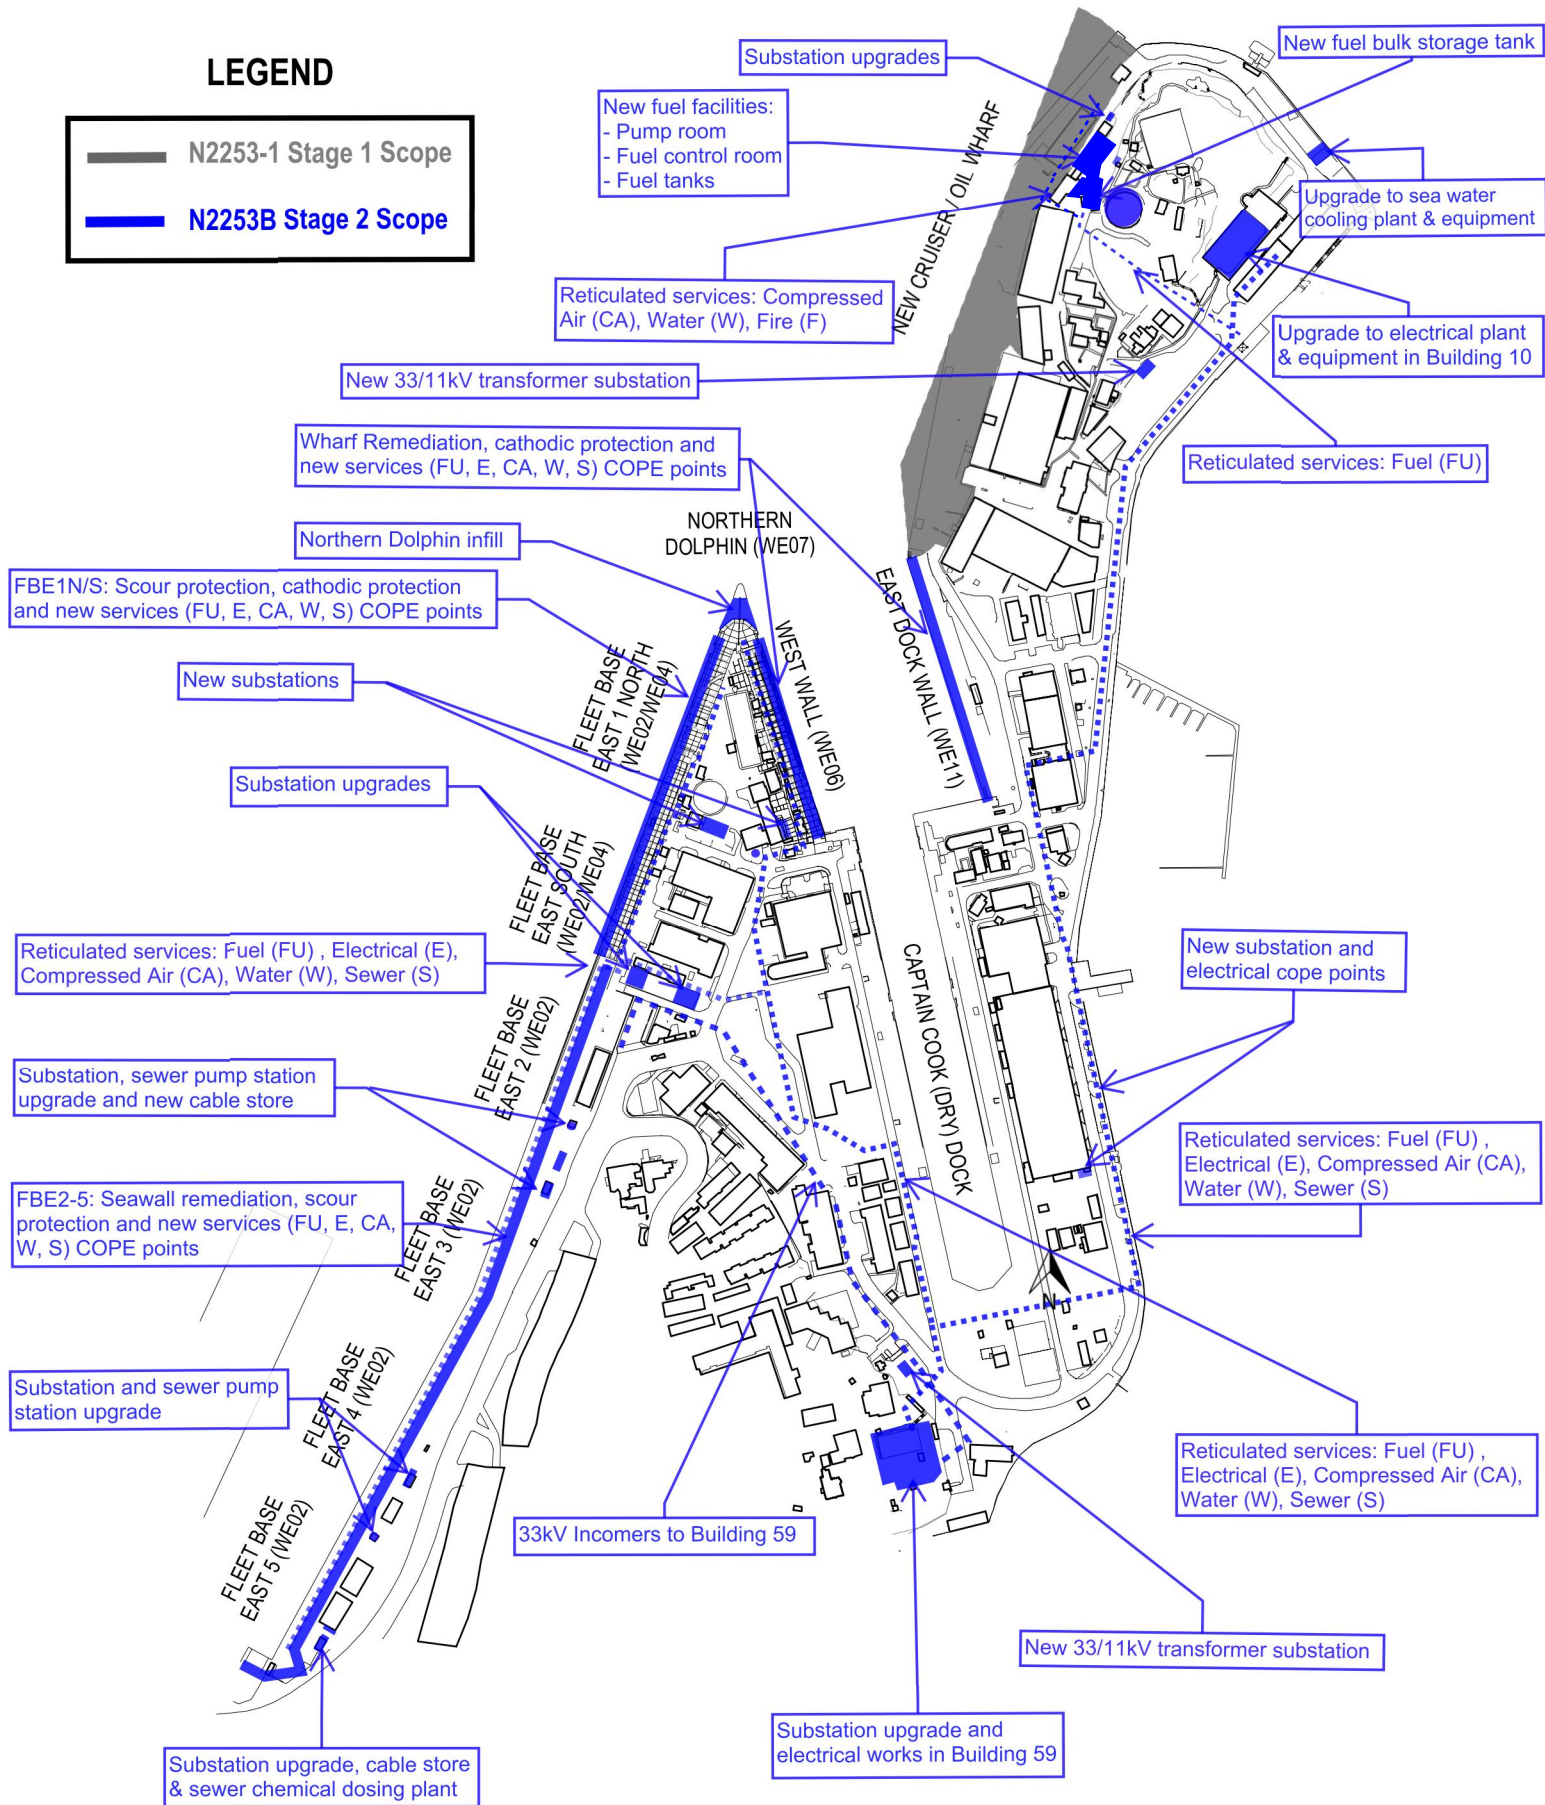 LEGEND
N2253-1 Stage 1 Scope
N2253B Stage 2 Scope
Substation upgrades
New fuel bulk storage tank
New fuel facilities:
- Pump room
- Fuel control room
- Fuel tanks
NEW CRUISER / OIL WHARF
Upgrade to sea water
cooling plant & equipment
Reticulated services: Compressed
Air (CA), Water (W), Fire (F)
Upgrade to electrical plant
& equipment in Building 10
New 33/11kV transformer substation
Wharf Remediation, cathodic protection and
new services (FU, E, CA, W, S) COPE points
Reticulated services: Fuel (FU)
NORTHERN
DOLPHIN (WE07)
Northern Dolphin infill
FBE1N/S: Scour protection, cathodic protection
and new services (FU, E, CA, W, S) COPE points
EAST DOCK WALL (WE11)
WEST WALL (WE06)
FLEET BASE
EAST 1 NORTH
(WE02/WE04)
New substations
Substation upgrades
FLEET BASE
EAST SOUTH
(WE02/WE04)
Reticulated services: Fuel (FU) , Electrical (E),
Compressed Air (CA), Water (W), Sewer (S)
New substation and
electrical cope points
CAPTAIN COOK (DRY) DOCK
FLEET BASE
EAST 2 (WE02)
Substation, sewer pump station
upgrade and new cable store
Reticulated services: Fuel (FU) ,
Electrical (E), Compressed Air (CA),
Water (W), Sewer (S)
FBE2-5: Seawall remediation, scour
protection and new services (FU, E, CA,
W, S) COPE points
FLEET BASE
EAST 3 (WE02)
N
Substation and sewer pump
station upgrade
FLEET BASE
EAST 4 (WE02)
Reticulated services: Fuel (FU) ,
Electrical (E), Compressed Air (CA),
Water (W), Sewer (S)
33kV Incomers to Building 59
FLEET BASE
EAST 5 (WE02)
New 33/11kV transformer substation
Substation upgrade and
electrical works in Building 59
Substation upgrade, cable store
& sewer chemical dosing plant